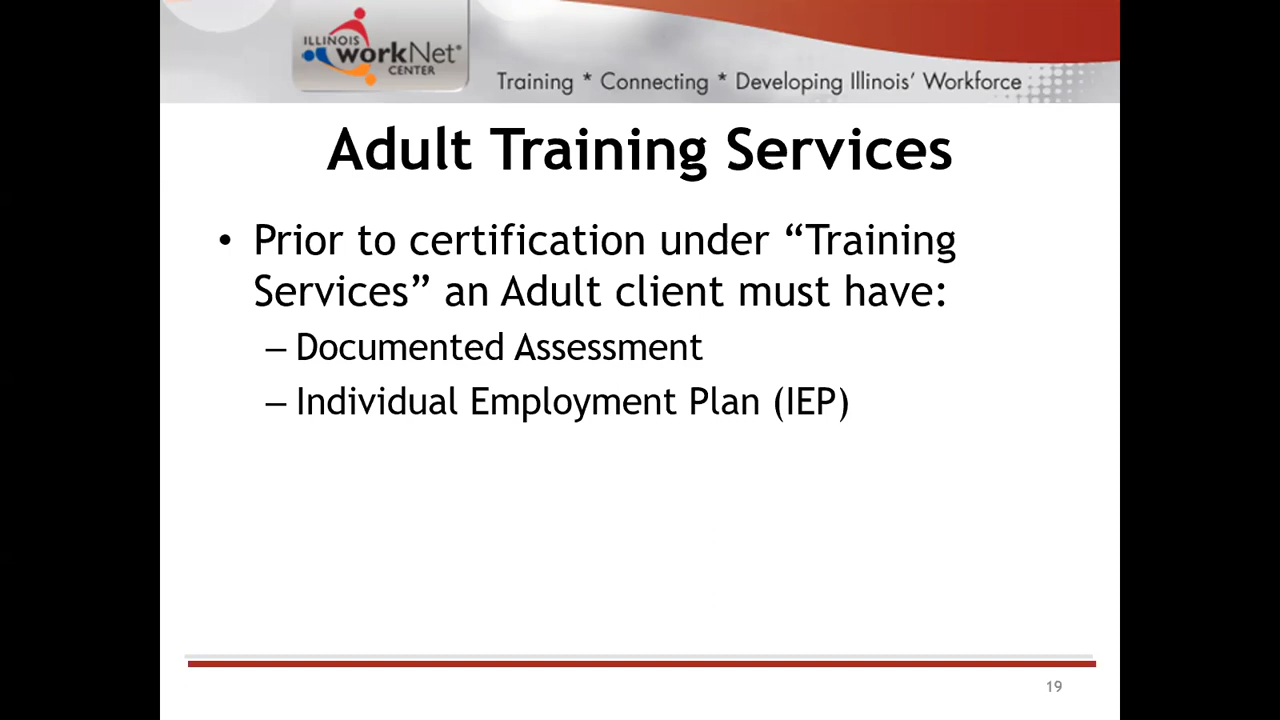 ILLINOIS
workNet®
CENTER
Training * Connecting * Developing Illinois’ Workforce
Adult Training Services
• Prior to certification under “Training
Services” an Adult client must have:
– Documented Assessment
– Individual Employment Plan (IEP)
19